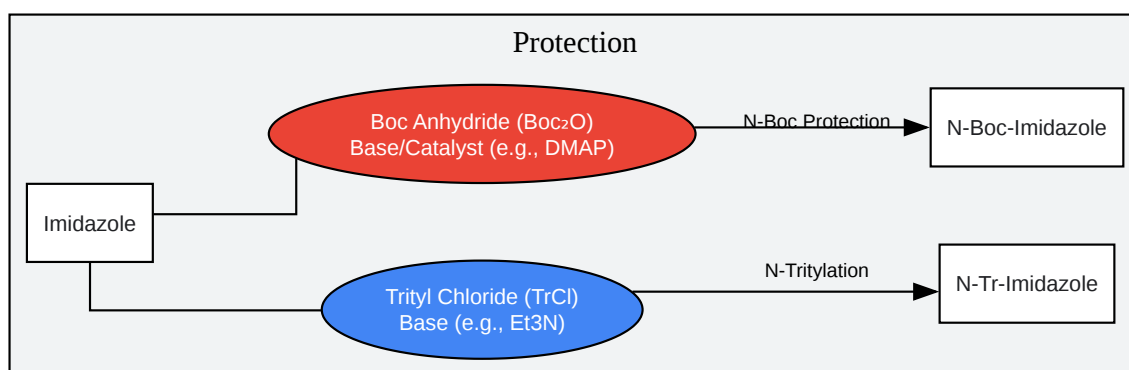 Protection
Boc Anhydride (Boc₂O)
Base/Catalyst (e.g., DMAP)
N-Boc Protection
N-Boc-Imidazole
Imidazole
Trityl Chloride (TrCl)
Base (e.g., Et3N)
N-Tritylation
N-Tr-Imidazole